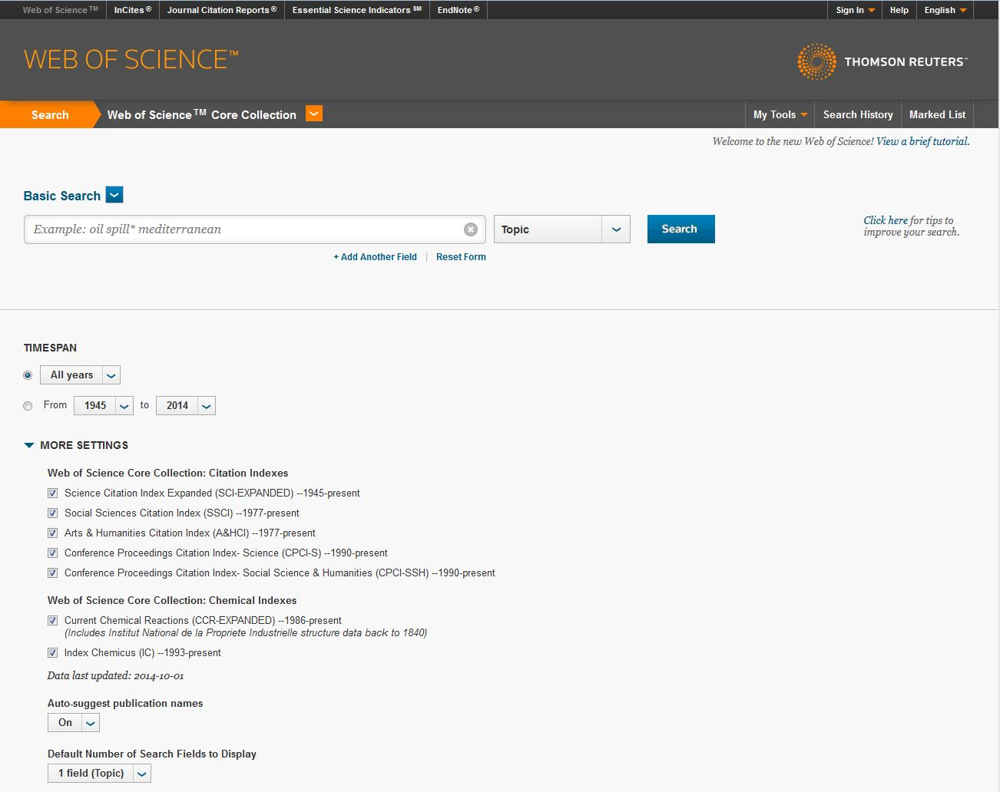 Web of Science™ InCites® Journal Citation Reports® Essential Science Indicators℠ EndNote® Sign In Help English
WEB OF SCIENCE™
THOMSON REUTERS™
Search Web of Science™ Core Collection My Tools Search History Marked List
Welcome to the new Web of Science! View a brief tutorial.
Basic Search
Example: oil spill* mediterranean Topic Search
Click here for tips to
improve your search.
+ Add Another Field | Reset Form
TIMESPAN
All years
From 1945 to 2014
MORE SETTINGS
Web of Science Core Collection: Citation Indexes
Science Citation Index Expanded (SCI-EXPANDED) --1945-present
Social Sciences Citation Index (SSCI) --1977-present
Arts & Humanities Citation Index (A&HCI) --1977-present
Conference Proceedings Citation Index- Science (CPCI-S) --1990-present
Conference Proceedings Citation Index- Social Science & Humanities (CPCI-SSH) --1990-present
Web of Science Core Collection: Chemical Indexes
Current Chemical Reactions (CCR-EXPANDED) --1986-present
(Includes Institut National de la Propriete Industrielle structure data back to 1840)
Index Chemicus (IC) --1993-present
Data last updated: 2014-10-01
Auto-suggest publication names
On
Default Number of Search Fields to Display
1 field (Topic)